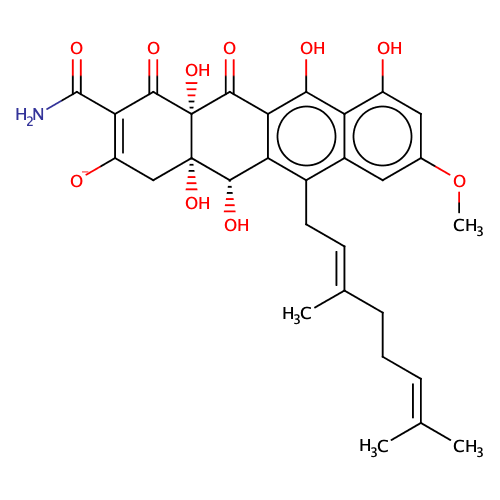 O O O OH OH
OH
H₂N
O⁻ OH OH O
CH₃
H₃C
H₃C CH₃